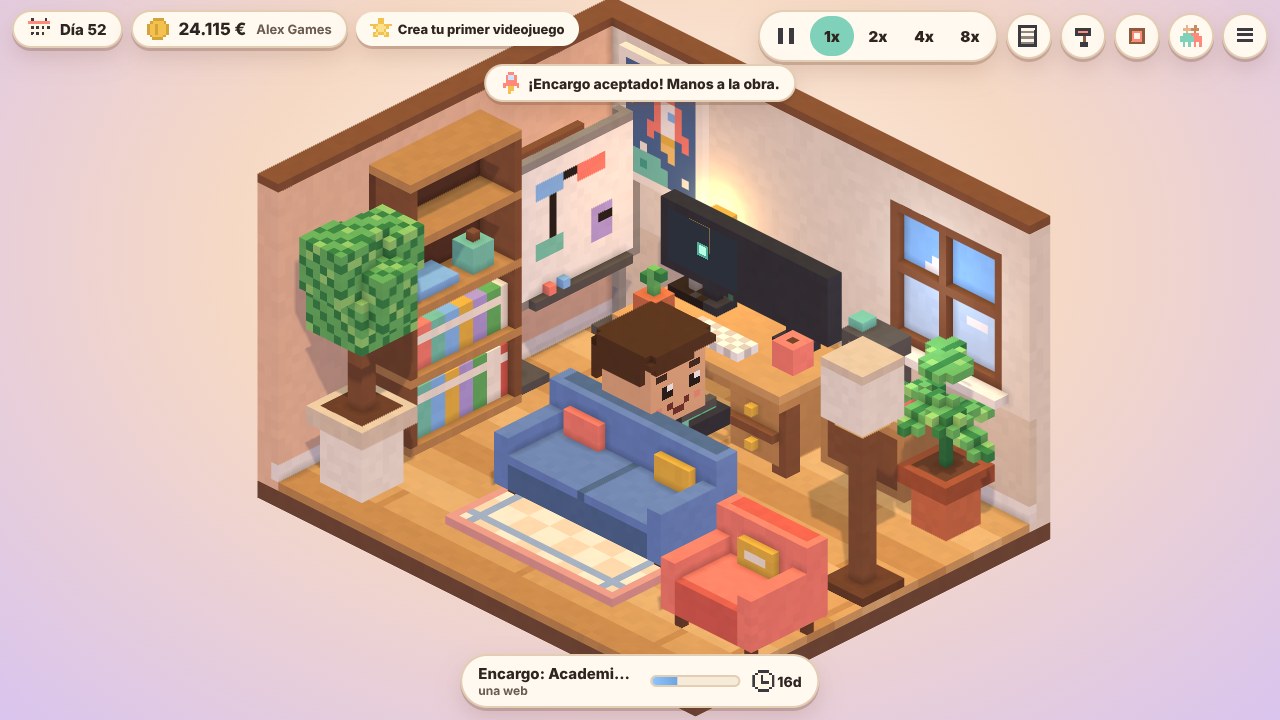 Día 52
24.115 €
Alex Games
Crea tu primer videojuego
1x
2x
4x
8x
¡Encargo aceptado! Manos a la obra.
Encargo: Academi...
una web
16d